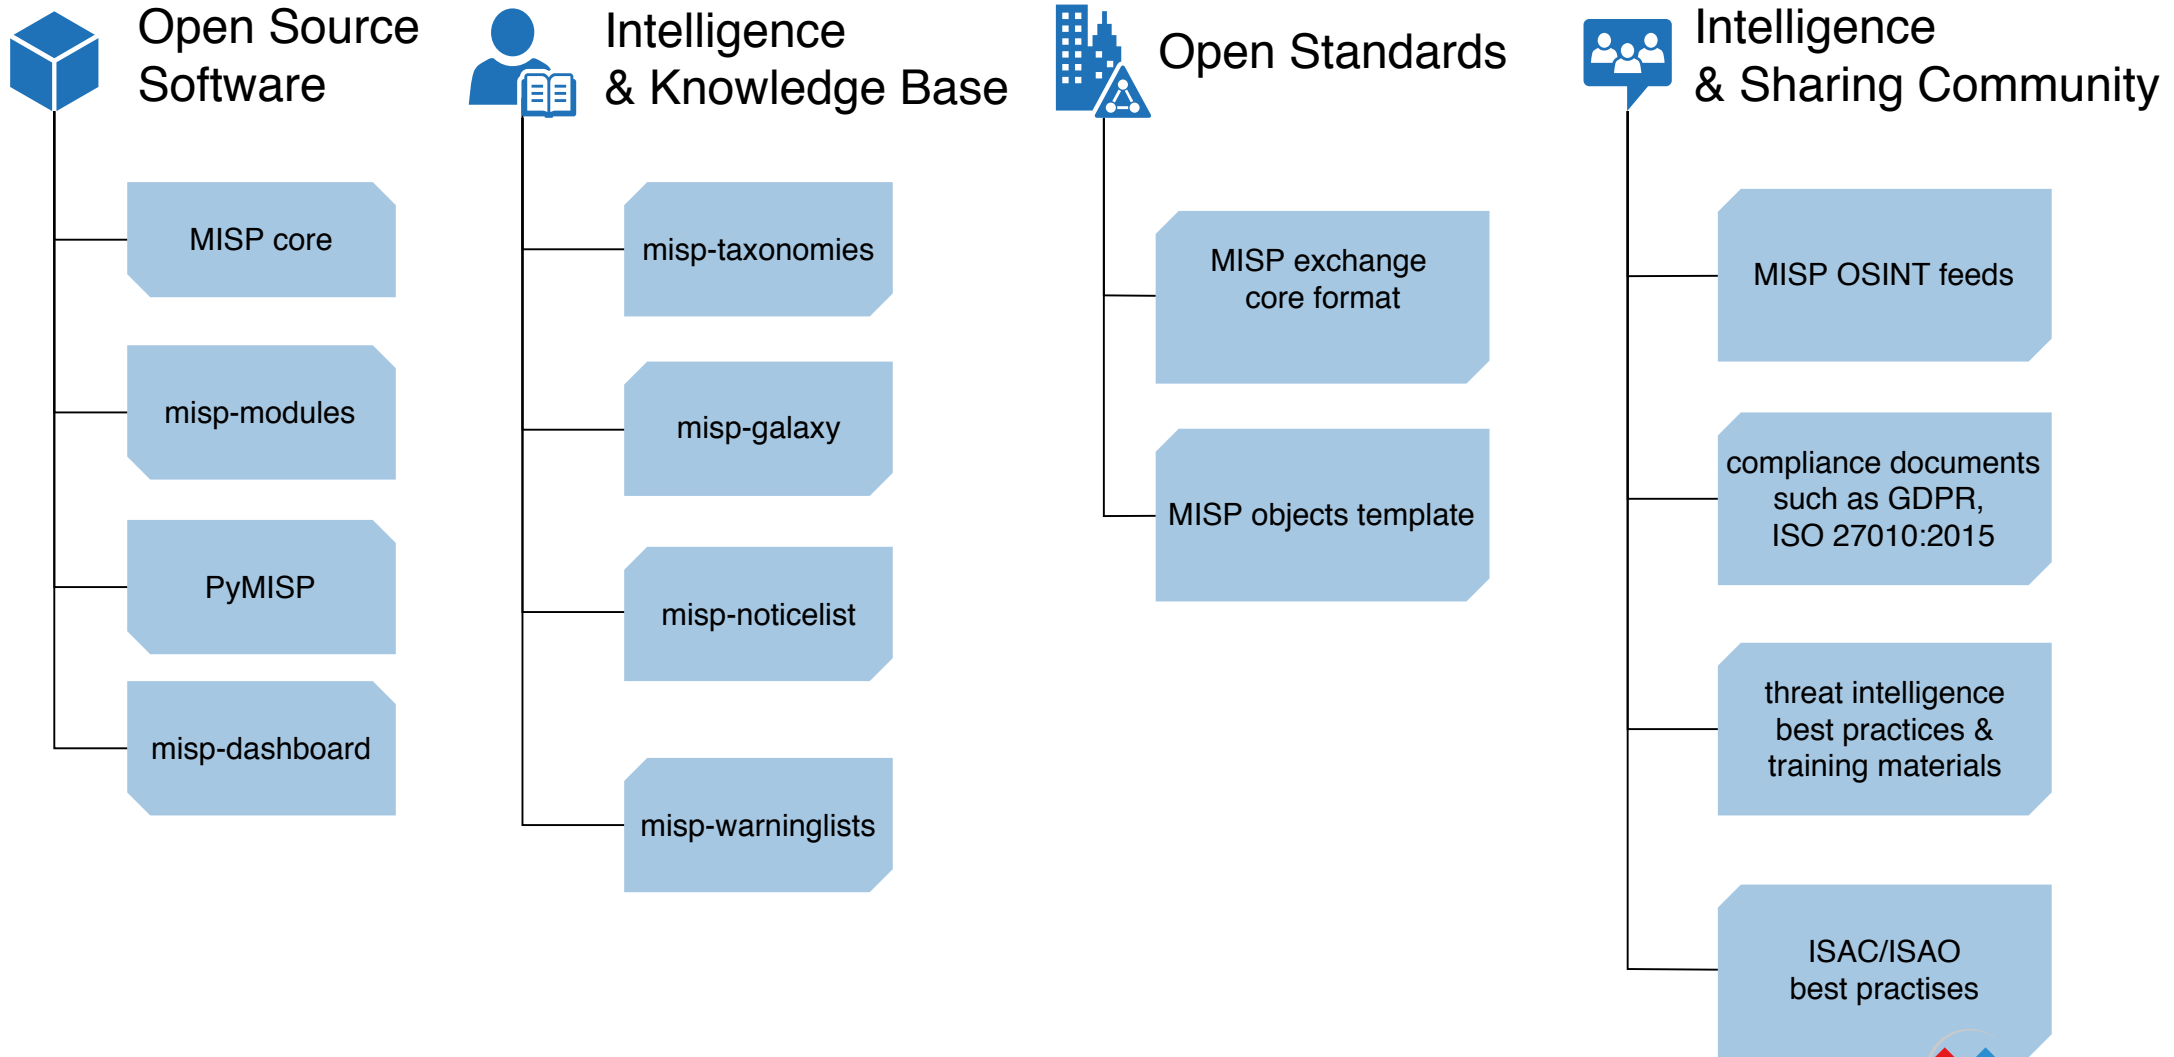 Open Source
Software
MISP core
misp-modules
PyMISP
misp-dashboard
Intelligence
& Knowledge Base
misp-taxonomies
misp-galaxy
misp-noticelist
misp-warninglists
Open Standards
MISP exchange
core format
MISP objects template
Intelligence
& Sharing Community
MISP OSINT feeds
compliance documents
such as GDPR,
ISO 27010:2015
threat intelligence
best practices &
training materials
ISAC/ISAO
best practises